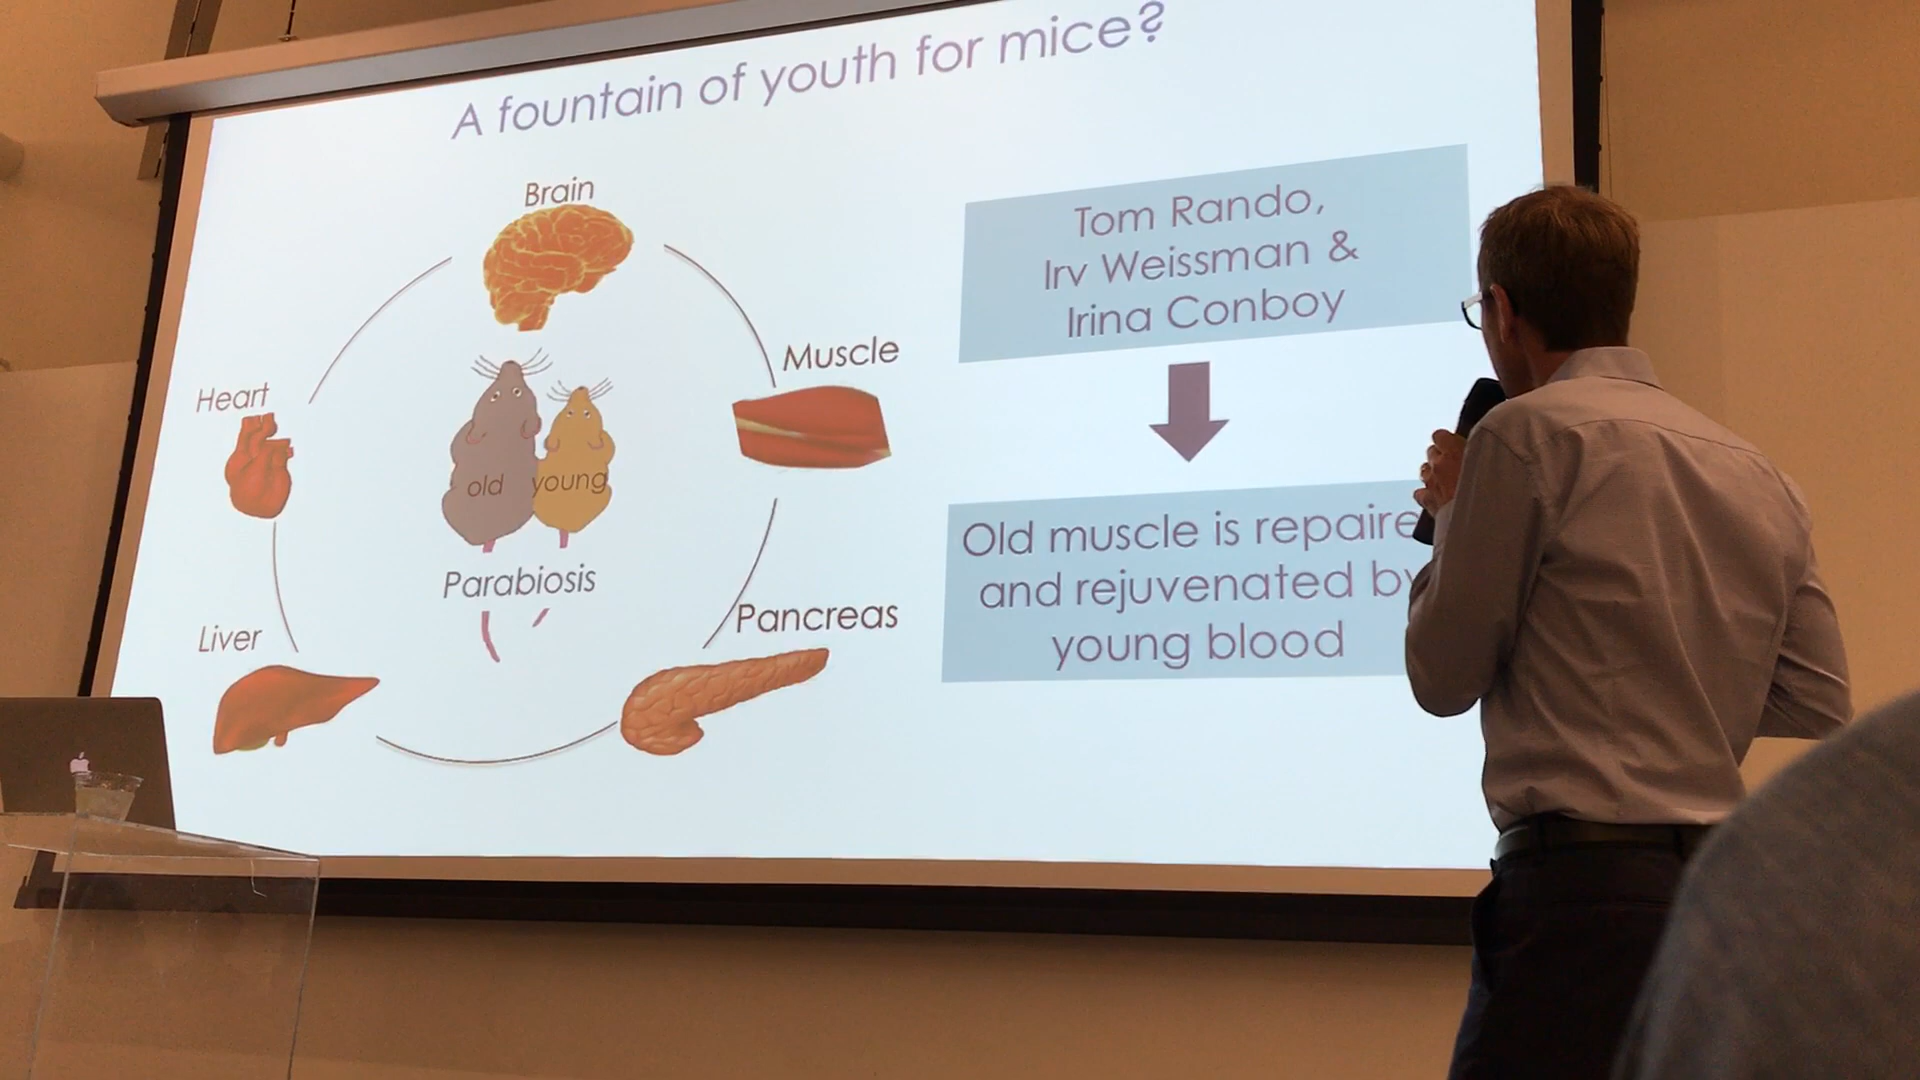 A fountain of youth for mice?
Brain
Muscle
Heart
old young
Parabiosis
Liver
Pancreas
Tom Rando,
Irv Weissman &
Irina Conboy
Old muscle is repaire
and rejuvenated by
young blood